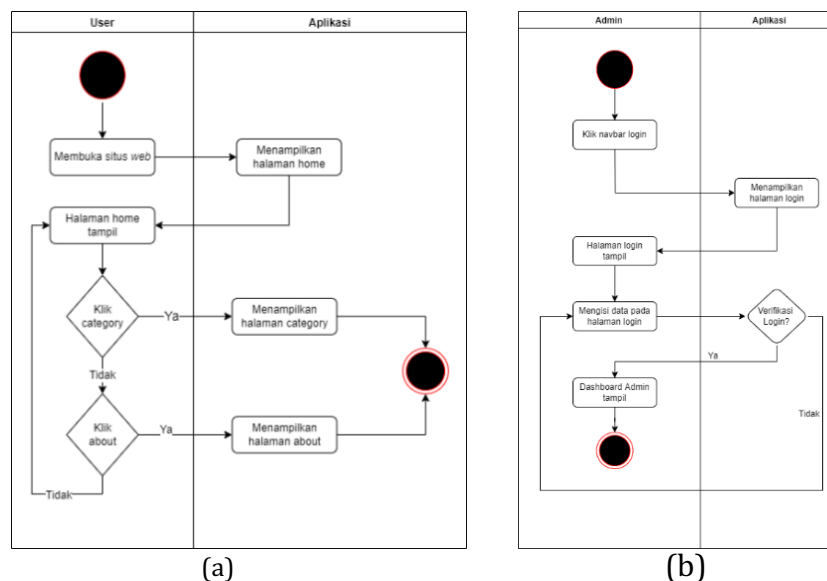 User
Aplikasi
Membuka situs web
Menampilkan
halaman home
Halaman home
tampil
Klik
category
Ya
Menampilkan
halaman category
Tidak
Klik
about
Ya
Menampilkan
halaman about
Tidak
(a)
Admin
Aplikasi
Klik navbar login
Menampilkan
halaman login
Halaman login
tampil
Mengisi data pada
halaman login
Verifikasi
Login?
Ya
Dashboard Admin
tampil
Tidak
(b)